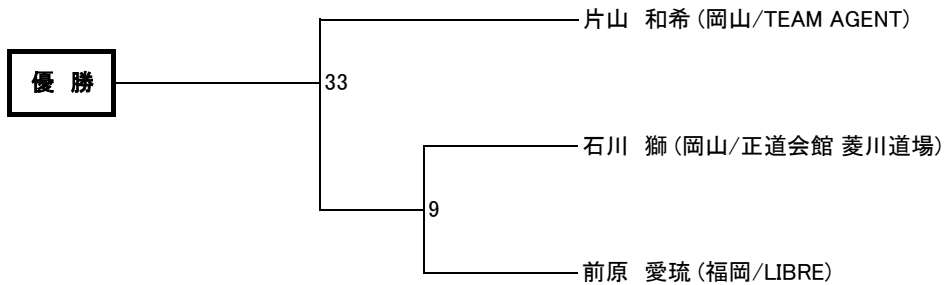 片山　和希 (岡山/TEAM AGENT)
優　勝
33
石川　獅 (岡山/正道会館 菱川道場)
9
前原　愛琉 (福岡/LIBRE)